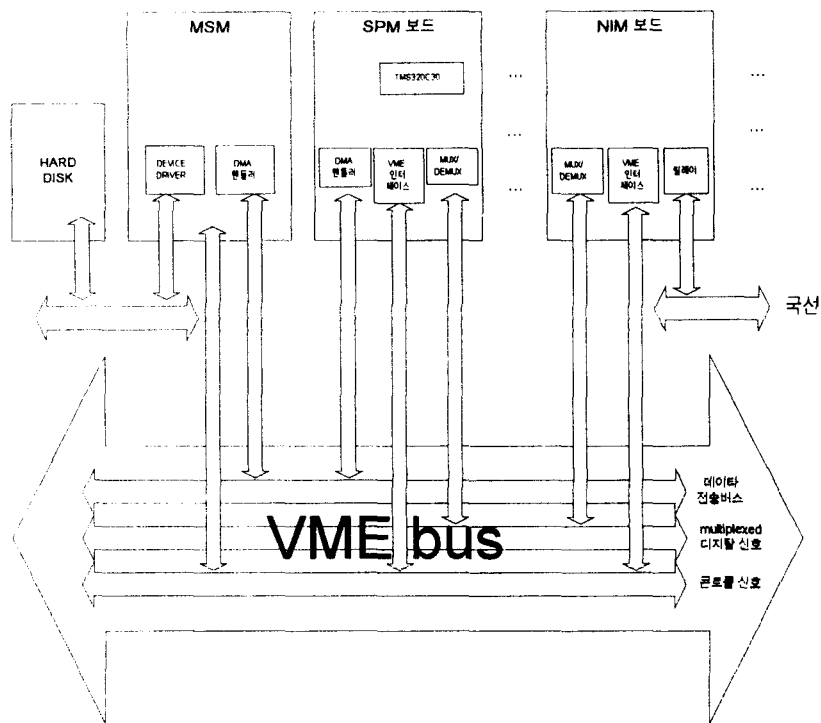 MSM
SPM 보드
NIM 보드
TMS320C30
...
...
...
...
...
...
HARD
DISK
DEVICE
DRIVER
DMA
핸들러
DMA
핸들러
VME
인터
페이스
MUX/
DEMUX
MUX/
DEMUX
VME
인터
페이스
릴레이
국선
데이타
전송버스
VME bus
multiplexed
디지탈 신호
콘트롤 신호